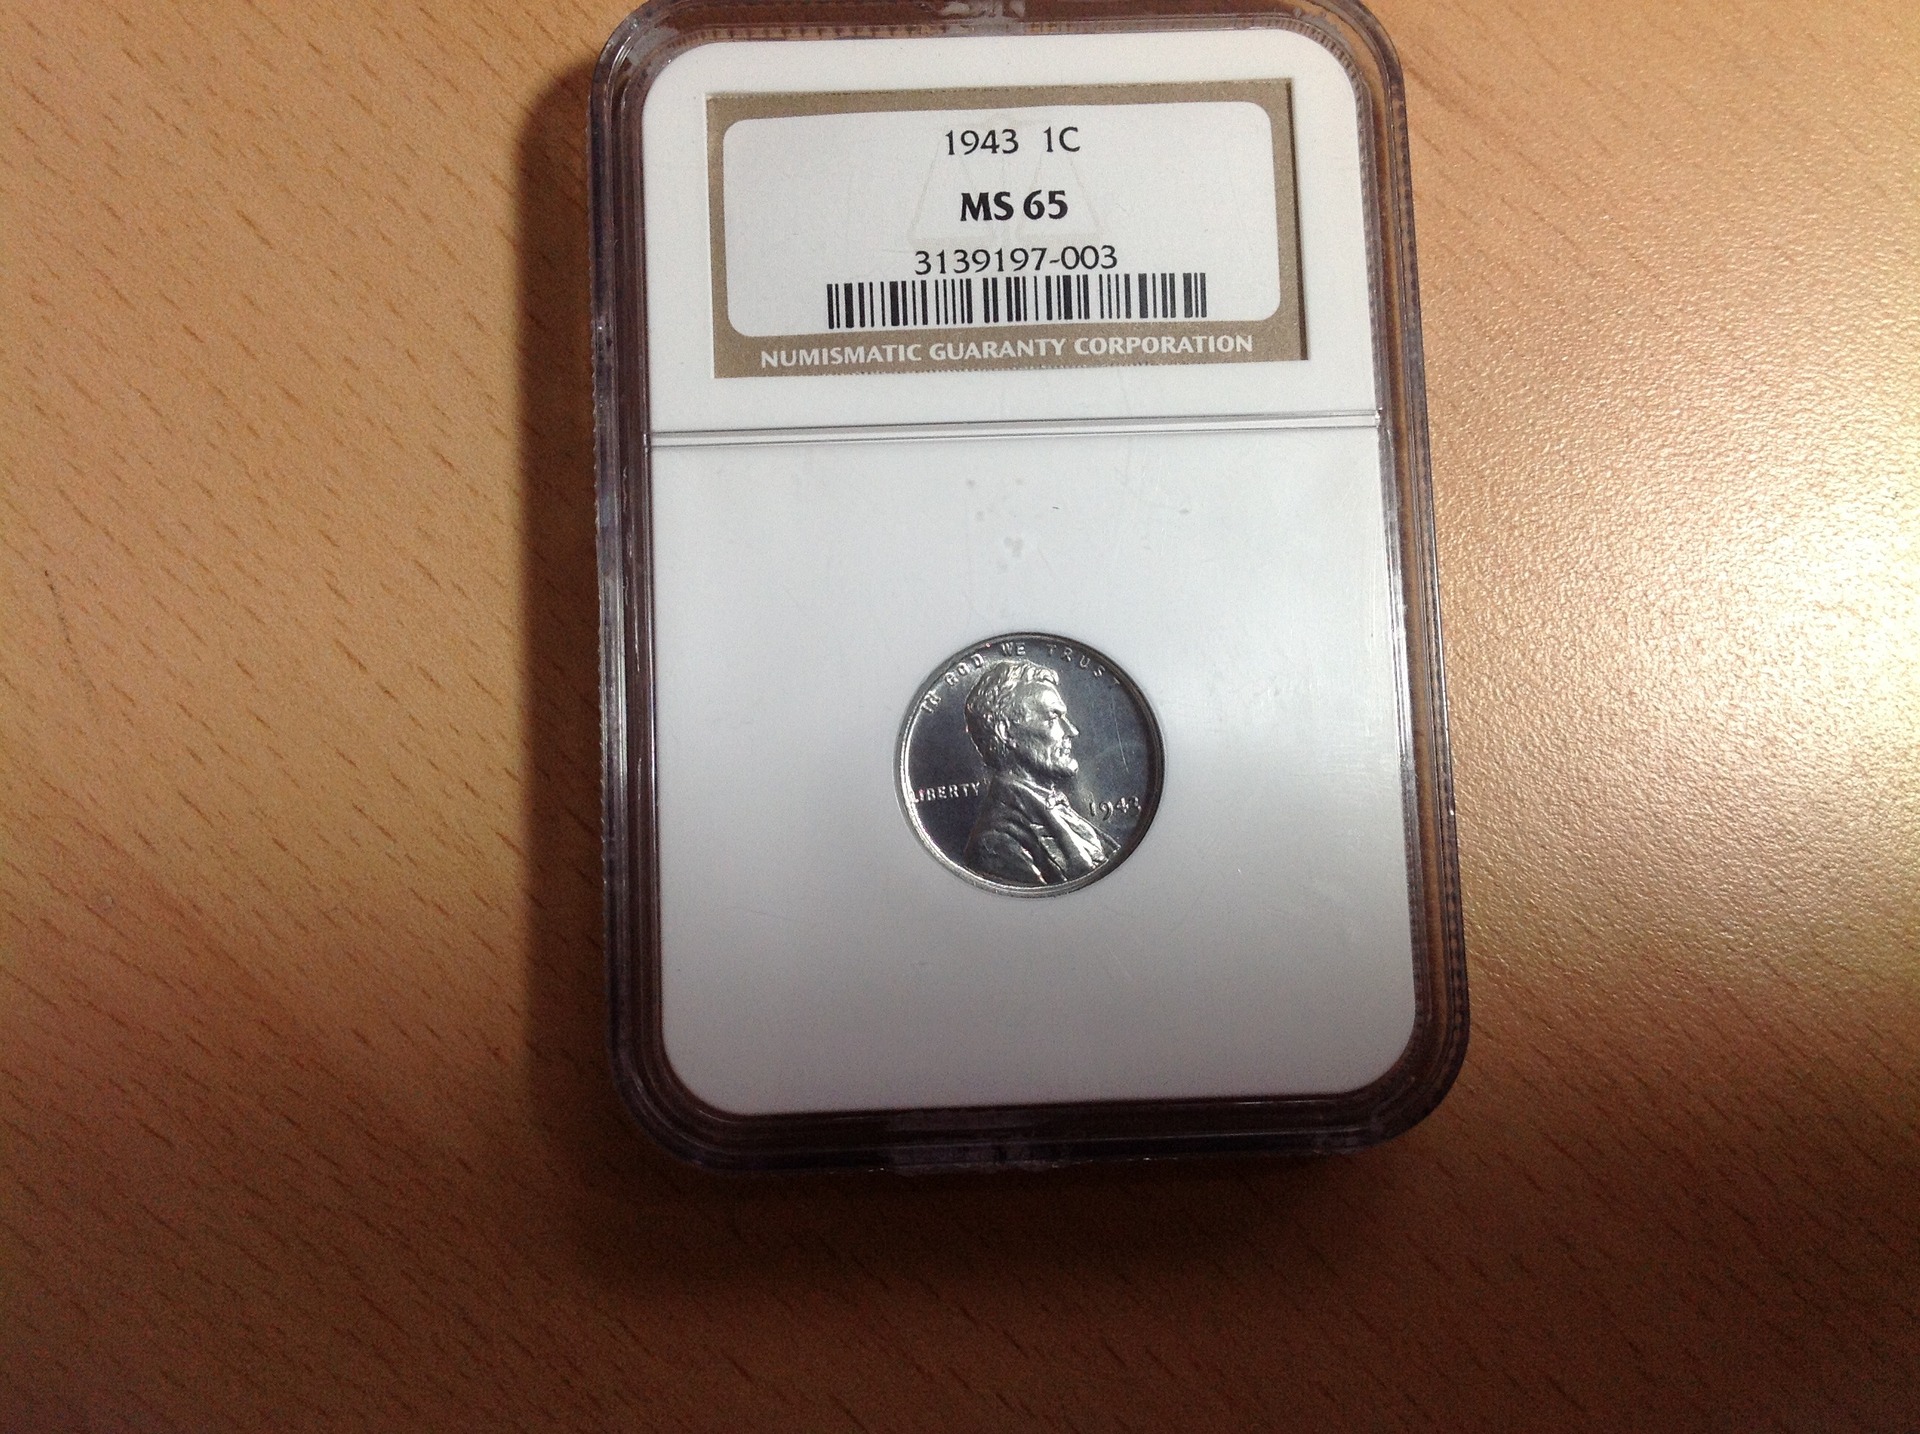 1943 1C
MS 65
3139197-003
NUMISMATIC GUARANTY CORPORATION
IN GOD WE TRUST
LIBERTY
1943